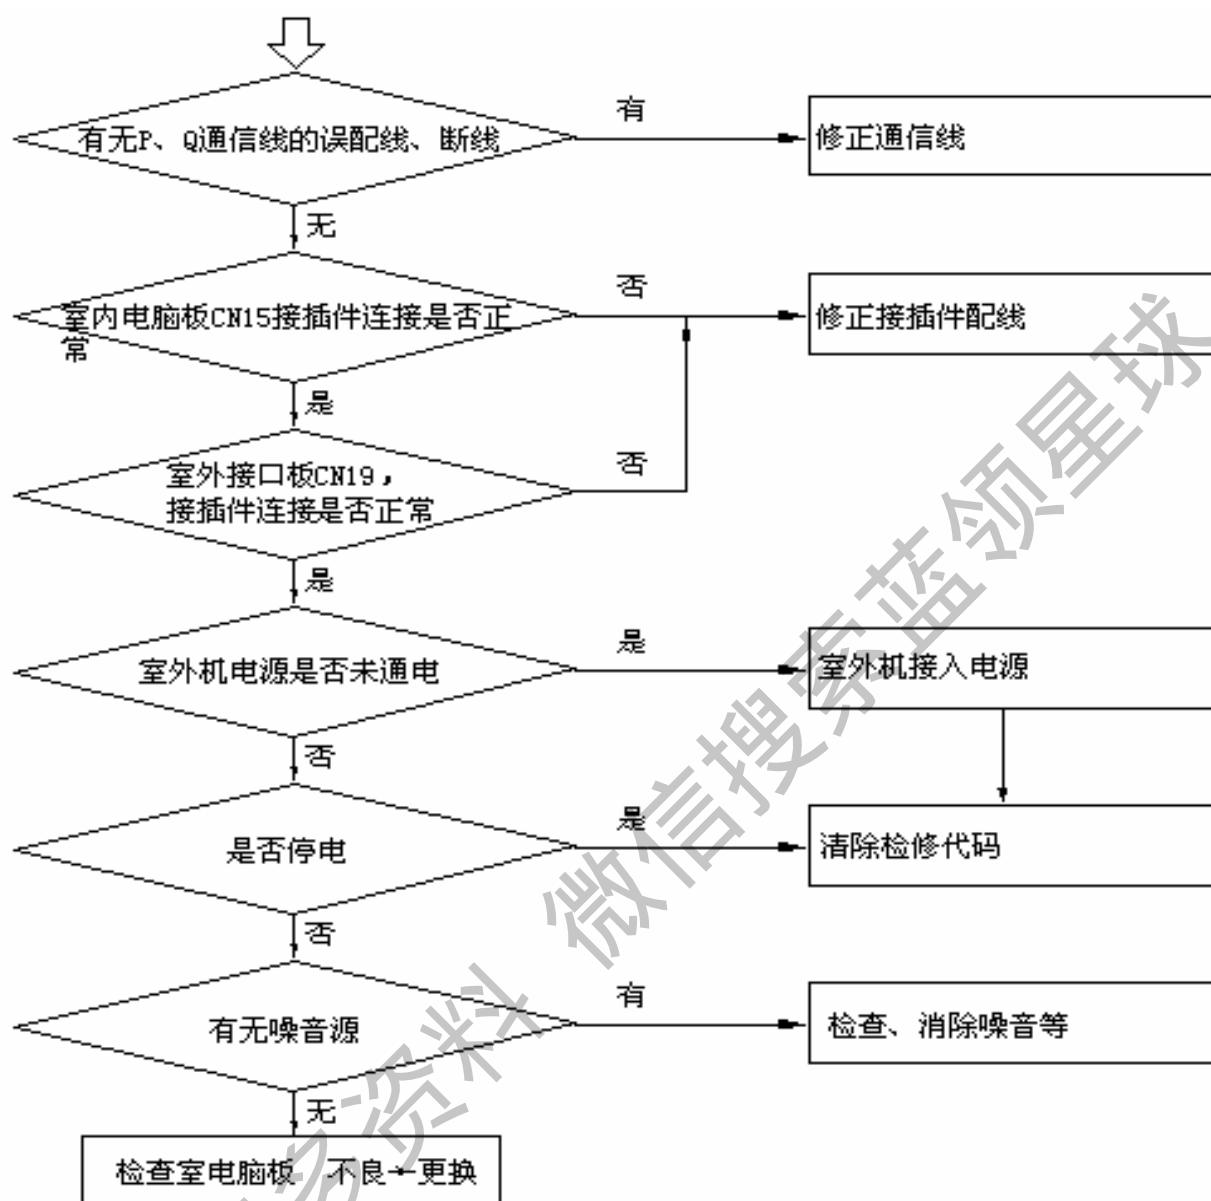 有无P、Q通信线的误配线、断线
有
修正通信线
无
室内电脑板CN15接插件连接是否正
常
否
修正接插件配线
是
室外接口板CN19，
接插件连接是否正常
否
是
室外机电源是否未通电
是
室外机接入电源
否
是否停电
是
清除检修代码
否
有无噪音源
有
检查、消除噪音等
无
检查室电脑板 不良→更换
多资料 微信搜索蓝领星球